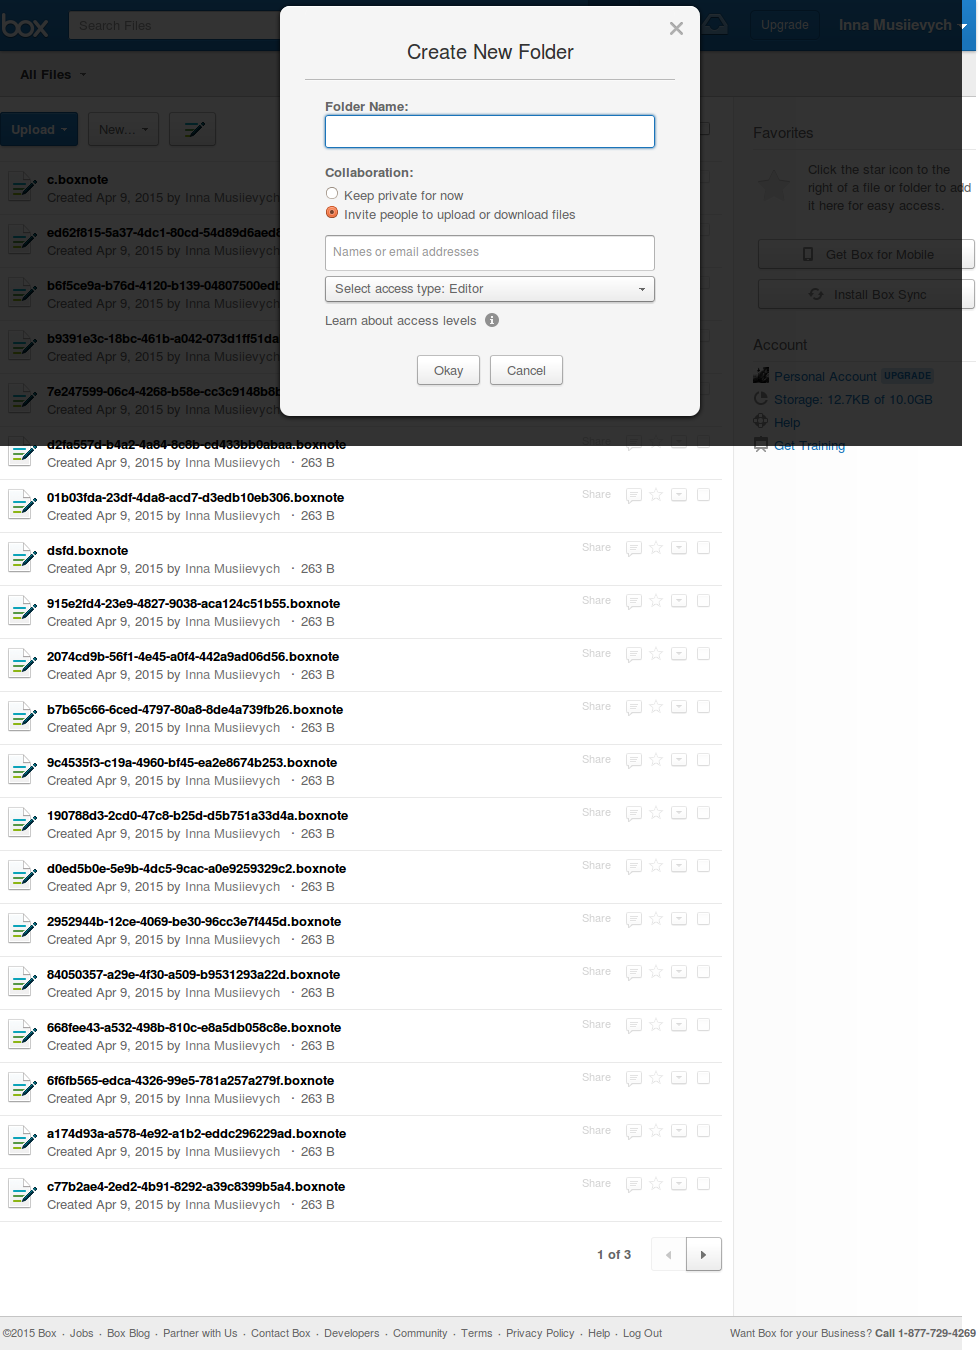 box
Search Files
Upgrade
Inna Musiievych
All Files
Upload
New...
Create New Folder
Folder Name:
Collaboration:
Keep private for now
Invite people to upload or download files
Names or email addresses
Select access type: Editor
Learn about access levels
Okay
Cancel
c.boxnote
Created Apr 9, 2015 by Inna Musiievych
ed62f815-5a37-4dc1-80cd-54d89d6aed8
Created Apr 9, 2015 by Inna Musiievych
b6f5ce9a-b76d-4120-b139-04807500edb
Created Apr 9, 2015 by Inna Musiievych
b9391e3c-18bc-461b-a042-073d1ff51da
Created Apr 9, 2015 by Inna Musiievych
7e247599-06c4-4268-b58e-cc3c9148b8b
Created Apr 9, 2015 by Inna Musiievych
d2fa557d-b4a2-4a84-8c8b-cd433bb0abaa.boxnote Share
Created Apr 9, 2015 by Inna Musiievych · 263 B
01b03fda-23df-4da8-acd7-d3edb10eb306.boxnote Share
Created Apr 9, 2015 by Inna Musiievych · 263 B
dsfd.boxnote Share
Created Apr 9, 2015 by Inna Musiievych · 263 B
915e2fd4-23e9-4827-9038-aca124c51b55.boxnote Share
Created Apr 9, 2015 by Inna Musiievych · 263 B
2074cd9b-56f1-4e45-a0f4-442a9ad06d56.boxnote Share
Created Apr 9, 2015 by Inna Musiievych · 263 B
b7b65c66-6ced-4797-80a8-8de4a739fb26.boxnote Share
Created Apr 9, 2015 by Inna Musiievych · 263 B
9c4535f3-c19a-4960-bf45-ea2e8674b253.boxnote Share
Created Apr 9, 2015 by Inna Musiievych · 263 B
190788d3-2cd0-47c8-b25d-d5b751a33d4a.boxnote Share
Created Apr 9, 2015 by Inna Musiievych · 263 B
d0ed5b0e-5e9b-4dc5-9cac-a0e9259329c2.boxnote Share
Created Apr 9, 2015 by Inna Musiievych · 263 B
2952944b-12ce-4069-be30-96cc3e7f445d.boxnote Share
Created Apr 9, 2015 by Inna Musiievych · 263 B
84050357-a29e-4f30-a509-b9531293a22d.boxnote Share
Created Apr 9, 2015 by Inna Musiievych · 263 B
668fee43-a532-498b-810c-e8a5db058c8e.boxnote Share
Created Apr 9, 2015 by Inna Musiievych · 263 B
6f6fb565-edca-4326-99e5-781a257a279f.boxnote Share
Created Apr 9, 2015 by Inna Musiievych · 263 B
a174d93a-a578-4e92-a1b2-eddc296229ad.boxnote Share
Created Apr 9, 2015 by Inna Musiievych · 263 B
c77b2ae4-2ed2-4b91-8292-a39c8399b5a4.boxnote Share
Created Apr 9, 2015 by Inna Musiievych · 263 B
1 of 3
Favorites
Click the star icon to the
right of a file or folder to add
it here for easy access.
Get Box for Mobile
Install Box Sync
Account
Personal Account UPGRADE
Storage: 12.7KB of 10.0GB
Help
Get Training
©2015 Box · Jobs · Box Blog · Partner with Us · Contact Box · Developers · Community · Terms · Privacy Policy · Help · Log Out
Want Box for your Business? Call 1-877-729-4269